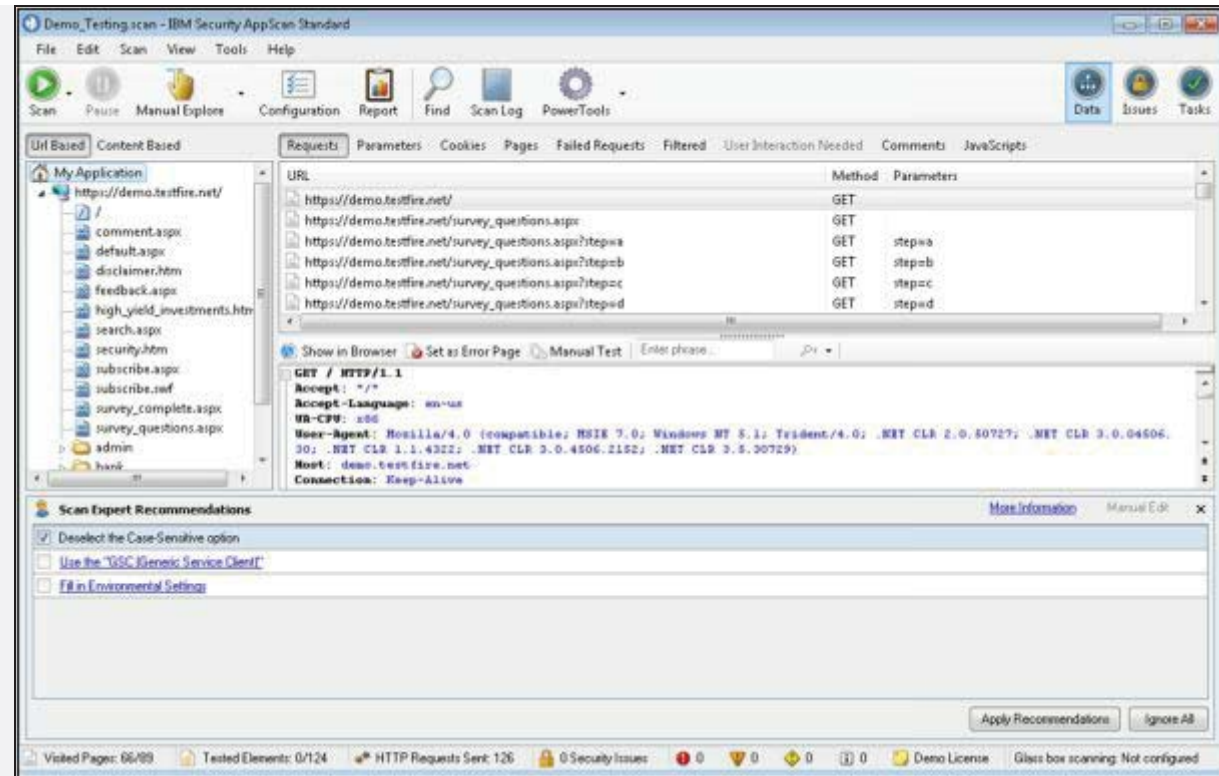 Demo_Testing.scan - IBM Security AppScan Standard
File Edit Scan View Tools Help
Scan Pause Manual Explore Configuration Report Find Scan Log PowerTools Data Issues Tasks
Url Based Content Based
Requests Parameters Cookies Pages Failed Requests Filtered User Interaction Needed Comments JavaScripts
My Application
https://demo.testfire.net/
/
comment.aspx
default.aspx
disclaimer.htm
feedback.aspx
high_yield_investments.htm
search.aspx
security.htm
subscribe.aspx
subscribe.swf
survey_complete.aspx
survey_questions.aspx
admin
bank
URL Method Parameters
https://demo.testfire.net/ GET
https://demo.testfire.net/survey_questions.aspx GET
https://demo.testfire.net/survey_questions.aspx?step=a GET step=a
https://demo.testfire.net/survey_questions.aspx?step=b GET step=b
https://demo.testfire.net/survey_questions.aspx?step=c GET step=c
https://demo.testfire.net/survey_questions.aspx?step=d GET step=d
Show in Browser Set as Error Page Manual Test Enter phrase...
GET / HTTP/1.1
Accept: */*
Accept-Language: en-us
UA-CPU: x86
User-Agent: Mozilla/4.0 (compatible; MSIE 7.0; Windows NT 5.1; Trident/4.0; .NET CLR 2.0.50727; .NET CLR 3.0.04506.
30; .NET CLR 1.1.4322; .NET CLR 3.0.4506.2152; .NET CLR 3.5.30729)
Host: demo.testfire.net
Connection: Keep-Alive
Scan Expert Recommendations More Information Manual Edit
Deselect the Case-Sensitive option
Use the "GSC (Generic Service Client)"
Fill in Environmental Settings
Apply Recommendations Ignore All
Visited Pages: 66/89 Tested Elements: 0/124 HTTP Requests Sent: 126 0 Security Issues 0 0 0 0 Demo License Glass box scanning: Not configured